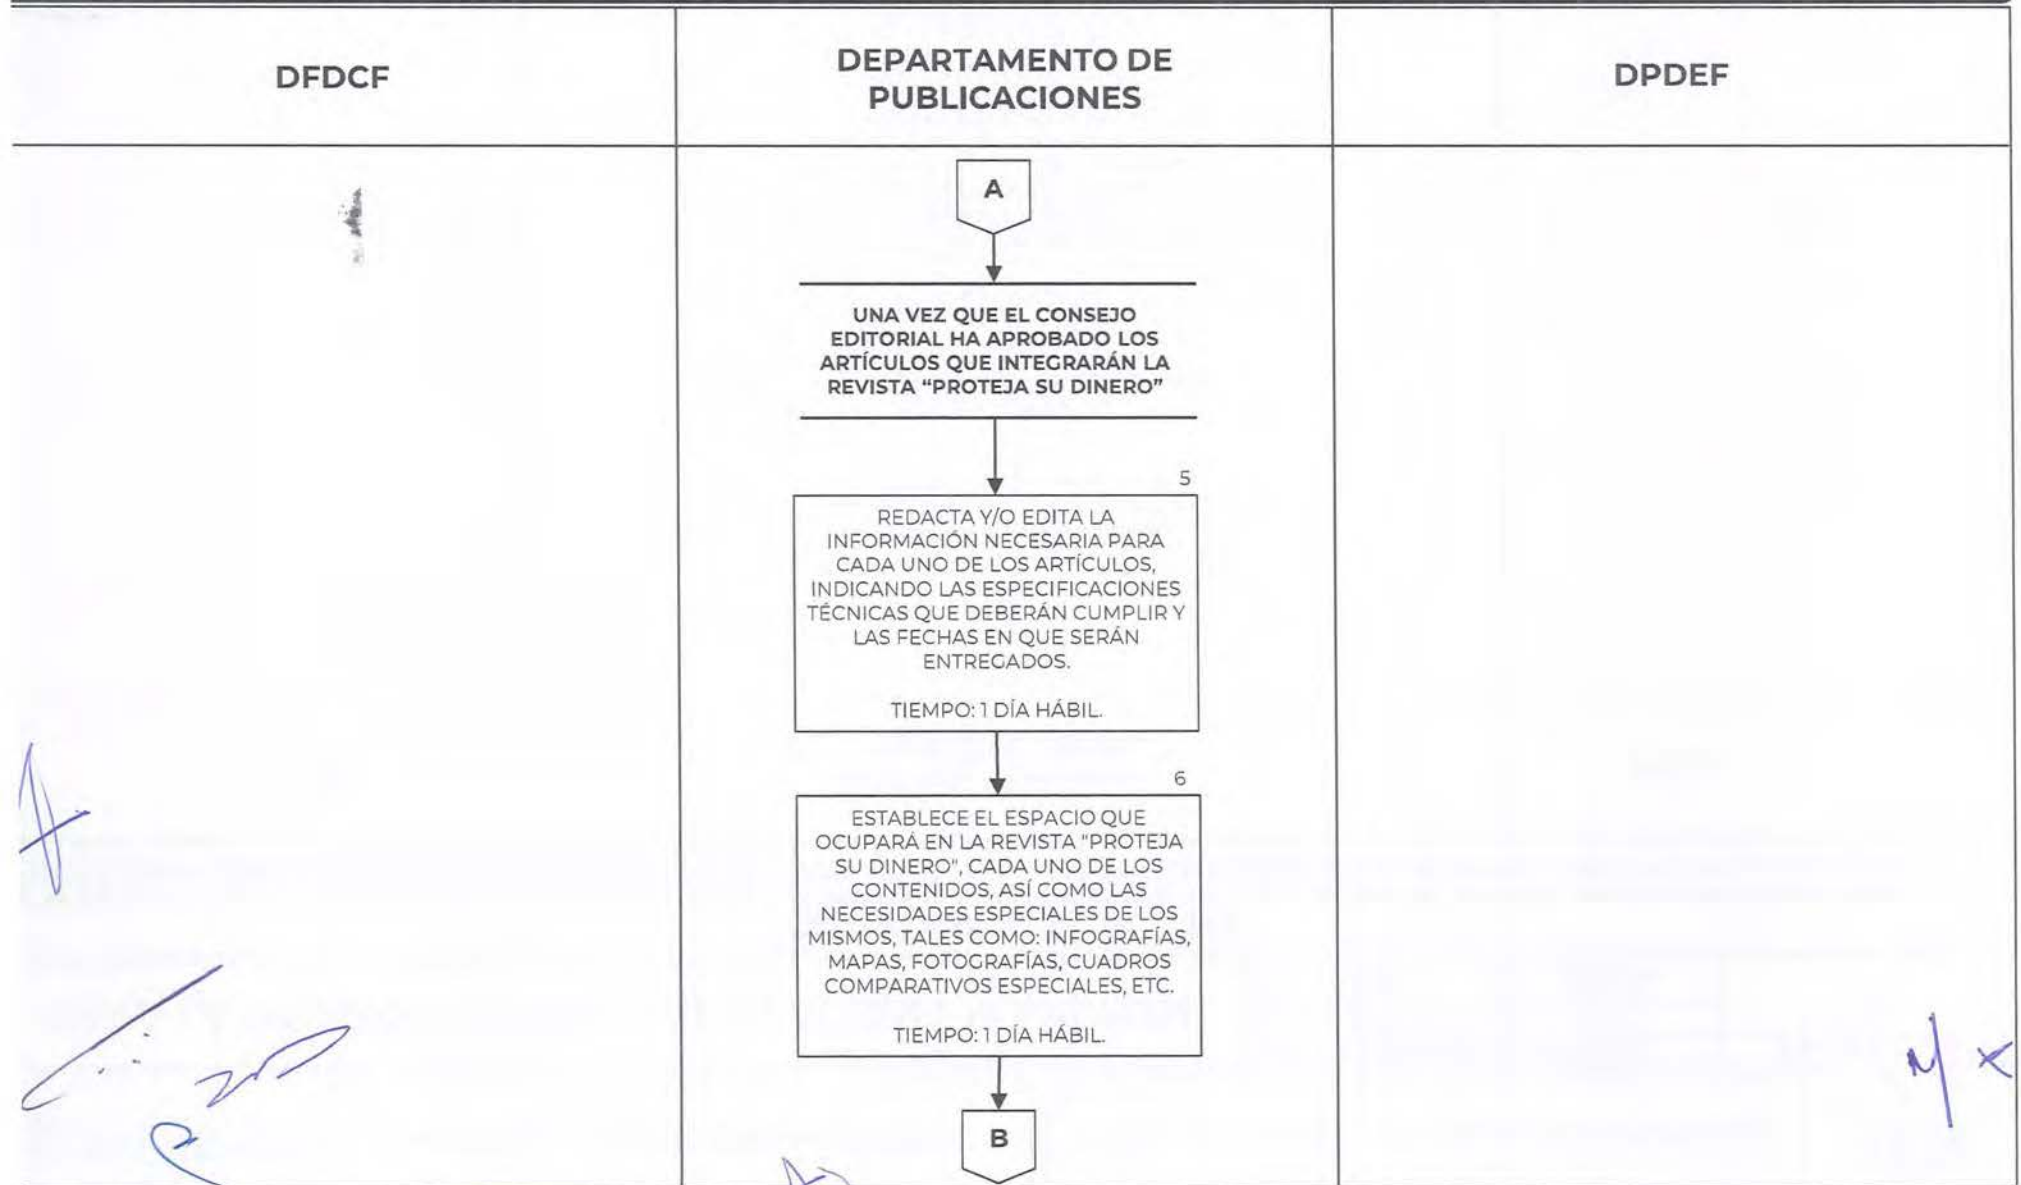 DFDCF
DEPARTAMENTO DE
PUBLICACIONES
DPDEF
A
UNA VEZ QUE EL CONSEJO
EDITORIAL HA APROBADO LOS
ARTÍCULOS QUE INTEGRARÁN LA
REVISTA “PROTEJA SU DINERO”
5
REDACTA Y/O EDITA LA
INFORMACIÓN NECESARIA PARA
CADA UNO DE LOS ARTÍCULOS,
INDICANDO LAS ESPECIFICACIONES
TÉCNICAS QUE DEBERÁN CUMPLIR Y
LAS FECHAS EN QUE SERÁN
ENTREGADOS.
TIEMPO: 1 DÍA HÁBIL.
6
ESTABLECE EL ESPACIO QUE
OCUPARÁ EN LA REVISTA "PROTEJA
SU DINERO", CADA UNO DE LOS
CONTENIDOS, ASÍ COMO LAS
NECESIDADES ESPECIALES DE LOS
MISMOS, TALES COMO: INFOGRAFÍAS,
MAPAS, FOTOGRAFÍAS, CUADROS
COMPARATIVOS ESPECIALES, ETC.
TIEMPO: 1 DÍA HÁBIL.
B